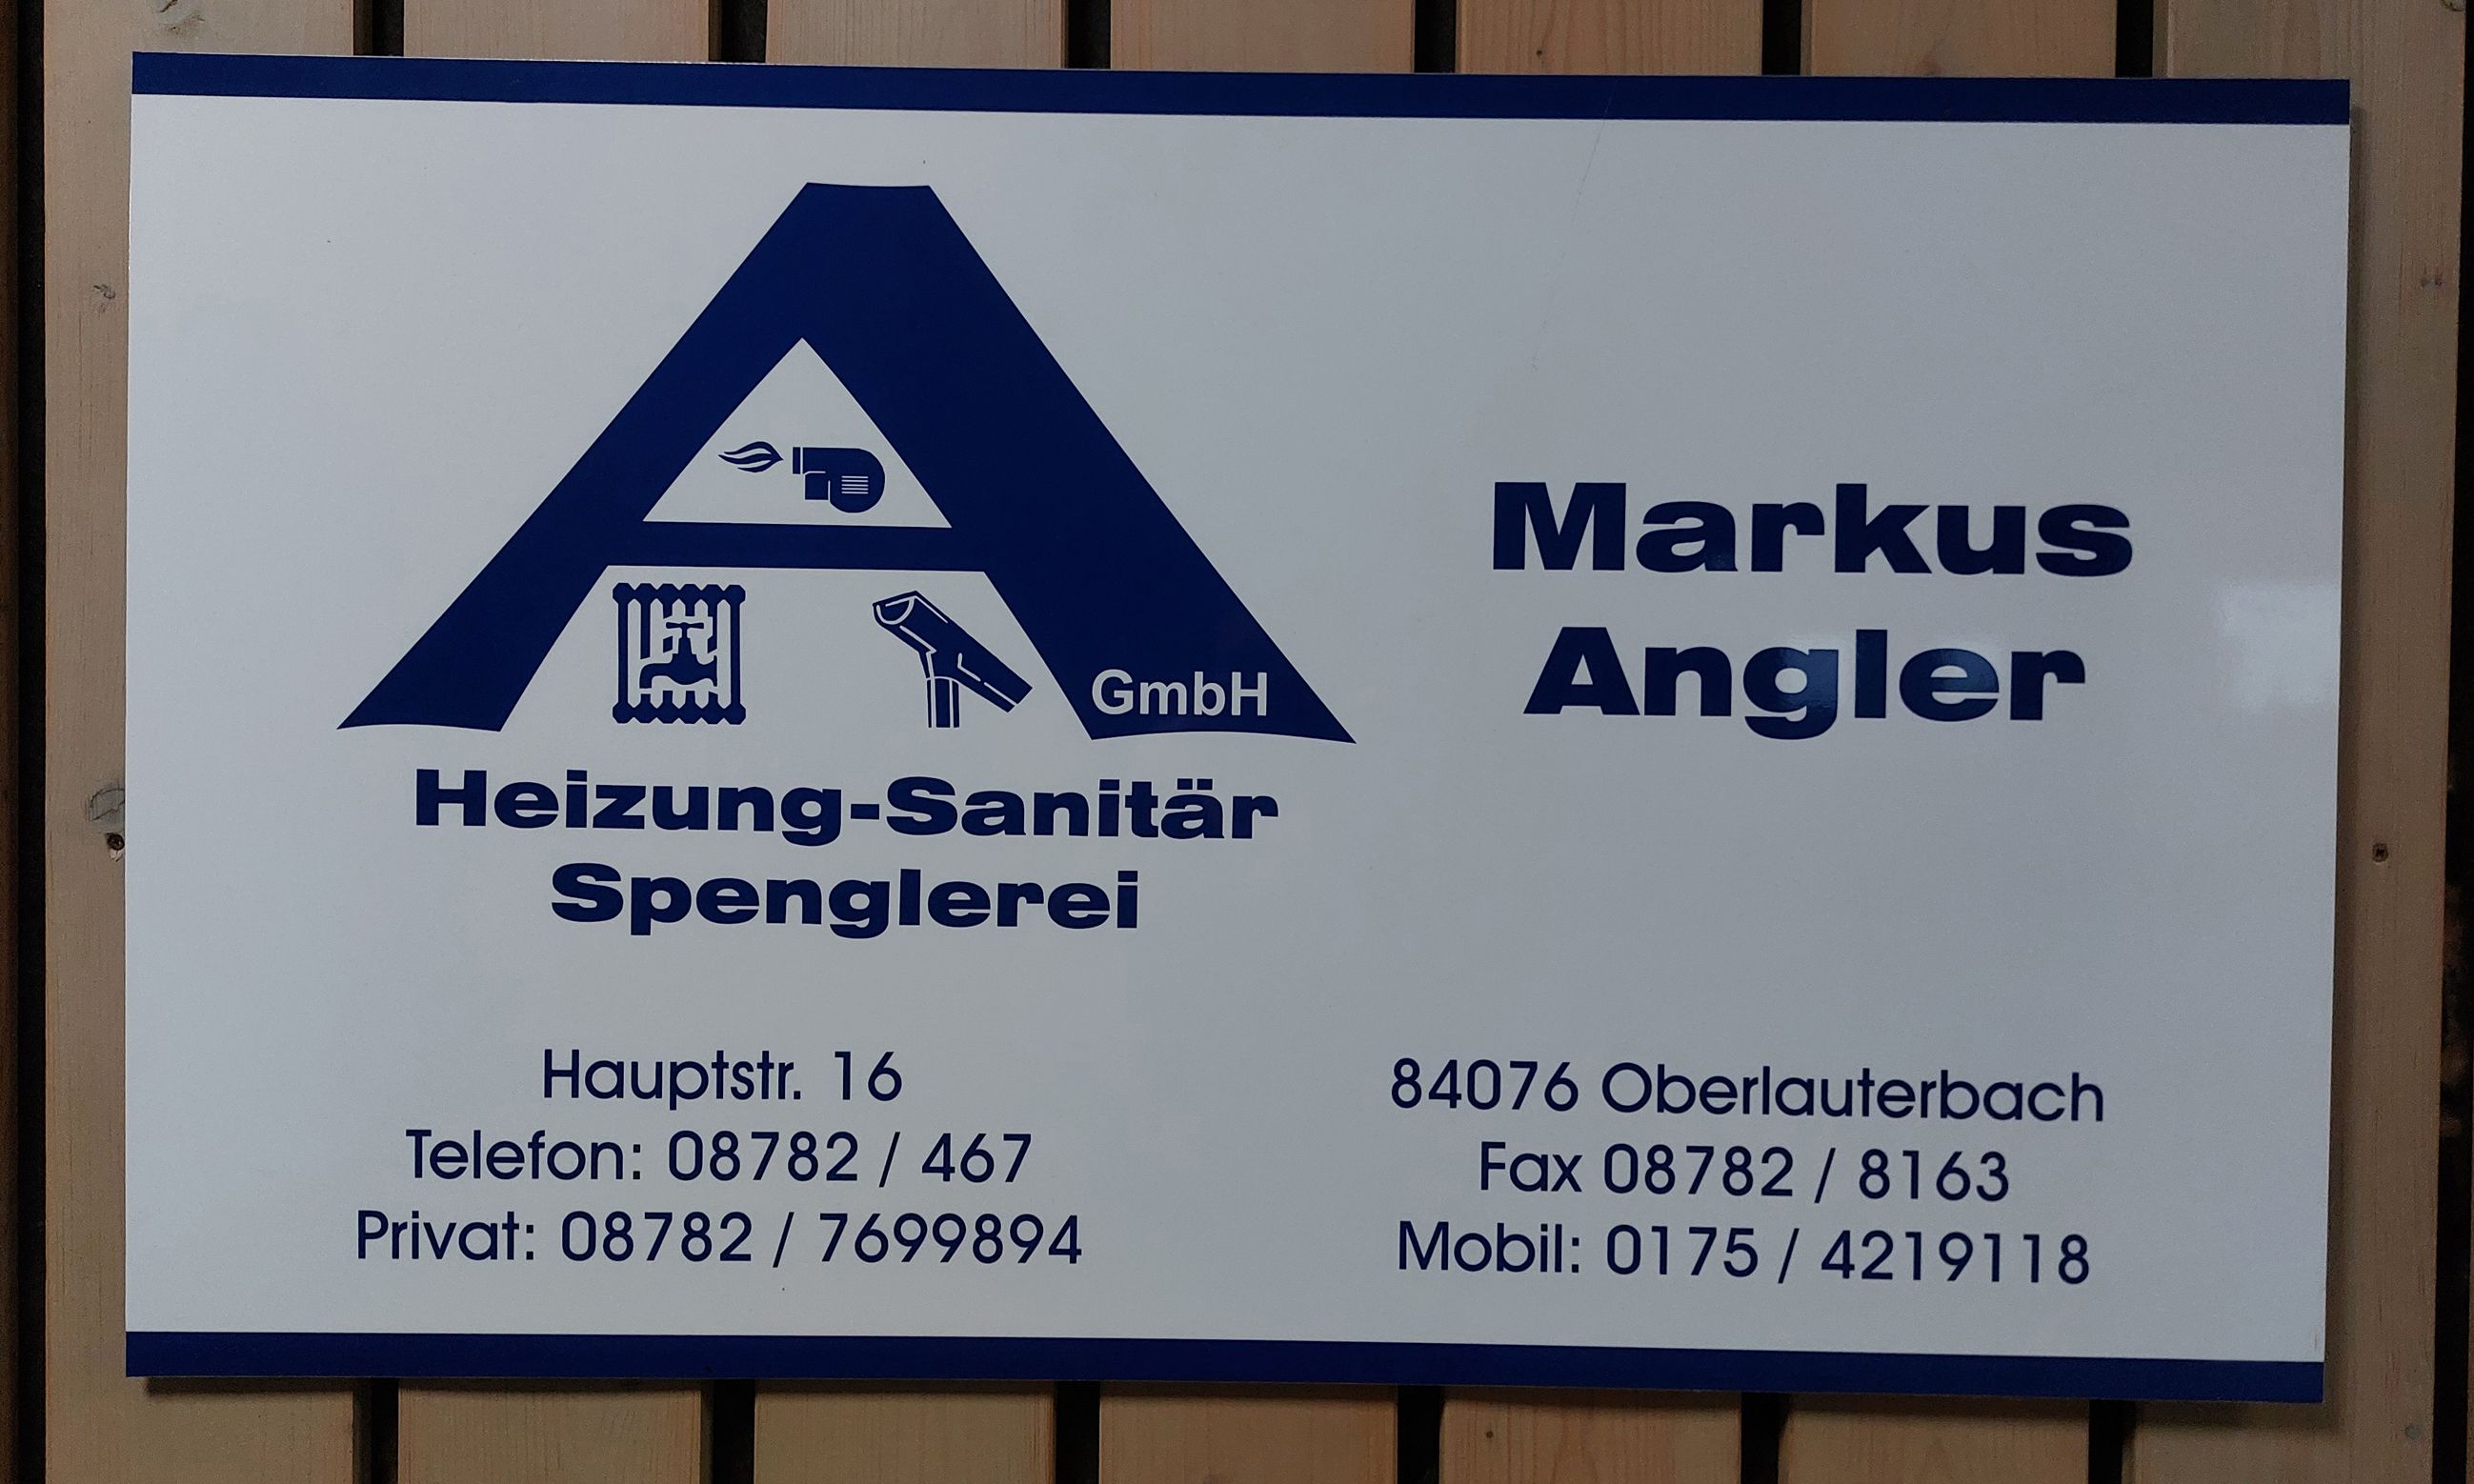 GmbH
Heizung-Sanitär
Spenglerei
Markus
Angler
Hauptstr. 16
Telefon: 08782 / 467
Privat: 08782 / 7699894
84076 Oberlauterbach
Fax 08782 / 8163
Mobil: 0175 / 4219118